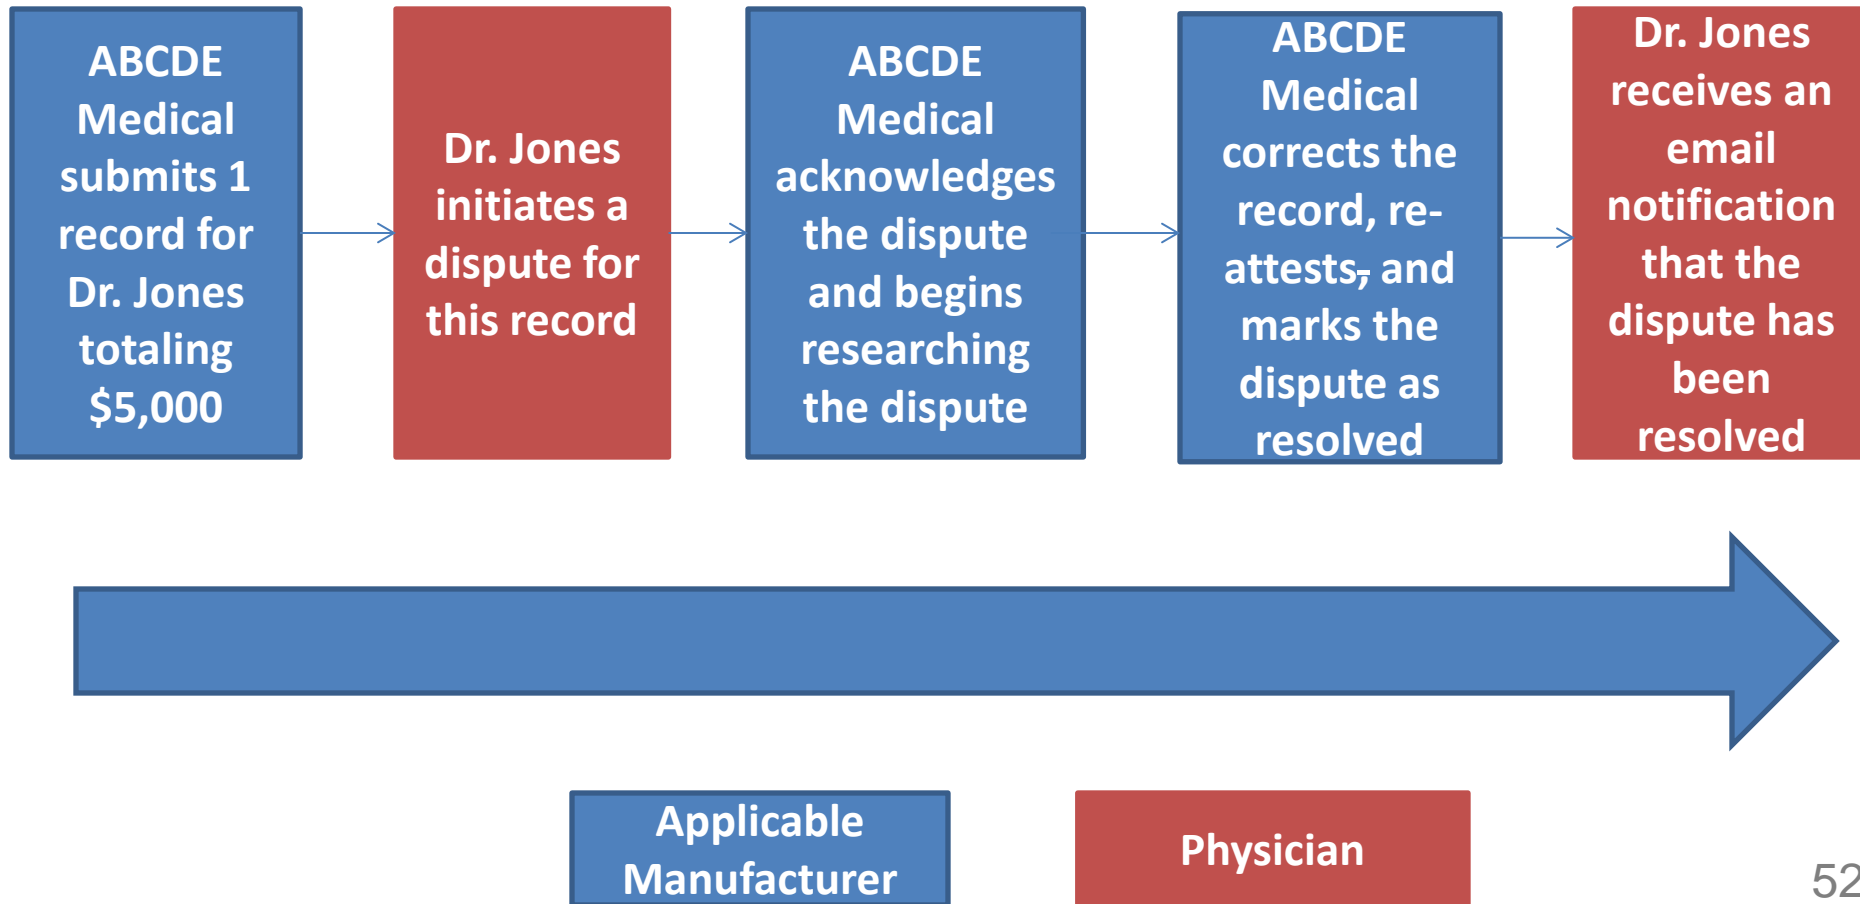 ABCDE
Medical
submits 1
record for
Dr. Jones
totaling
$5,000
Dr. Jones
initiates a
dispute for
this record
ABCDE
Medical
acknowledges
the dispute
and begins
researching
the dispute
ABCDE
Medical
corrects the
record, re-
attests, and
marks the
dispute as
resolved
Dr. Jones
receives an
email
notification
that the
dispute has
been
resolved
Applicable
Manufacturer
Physician
52